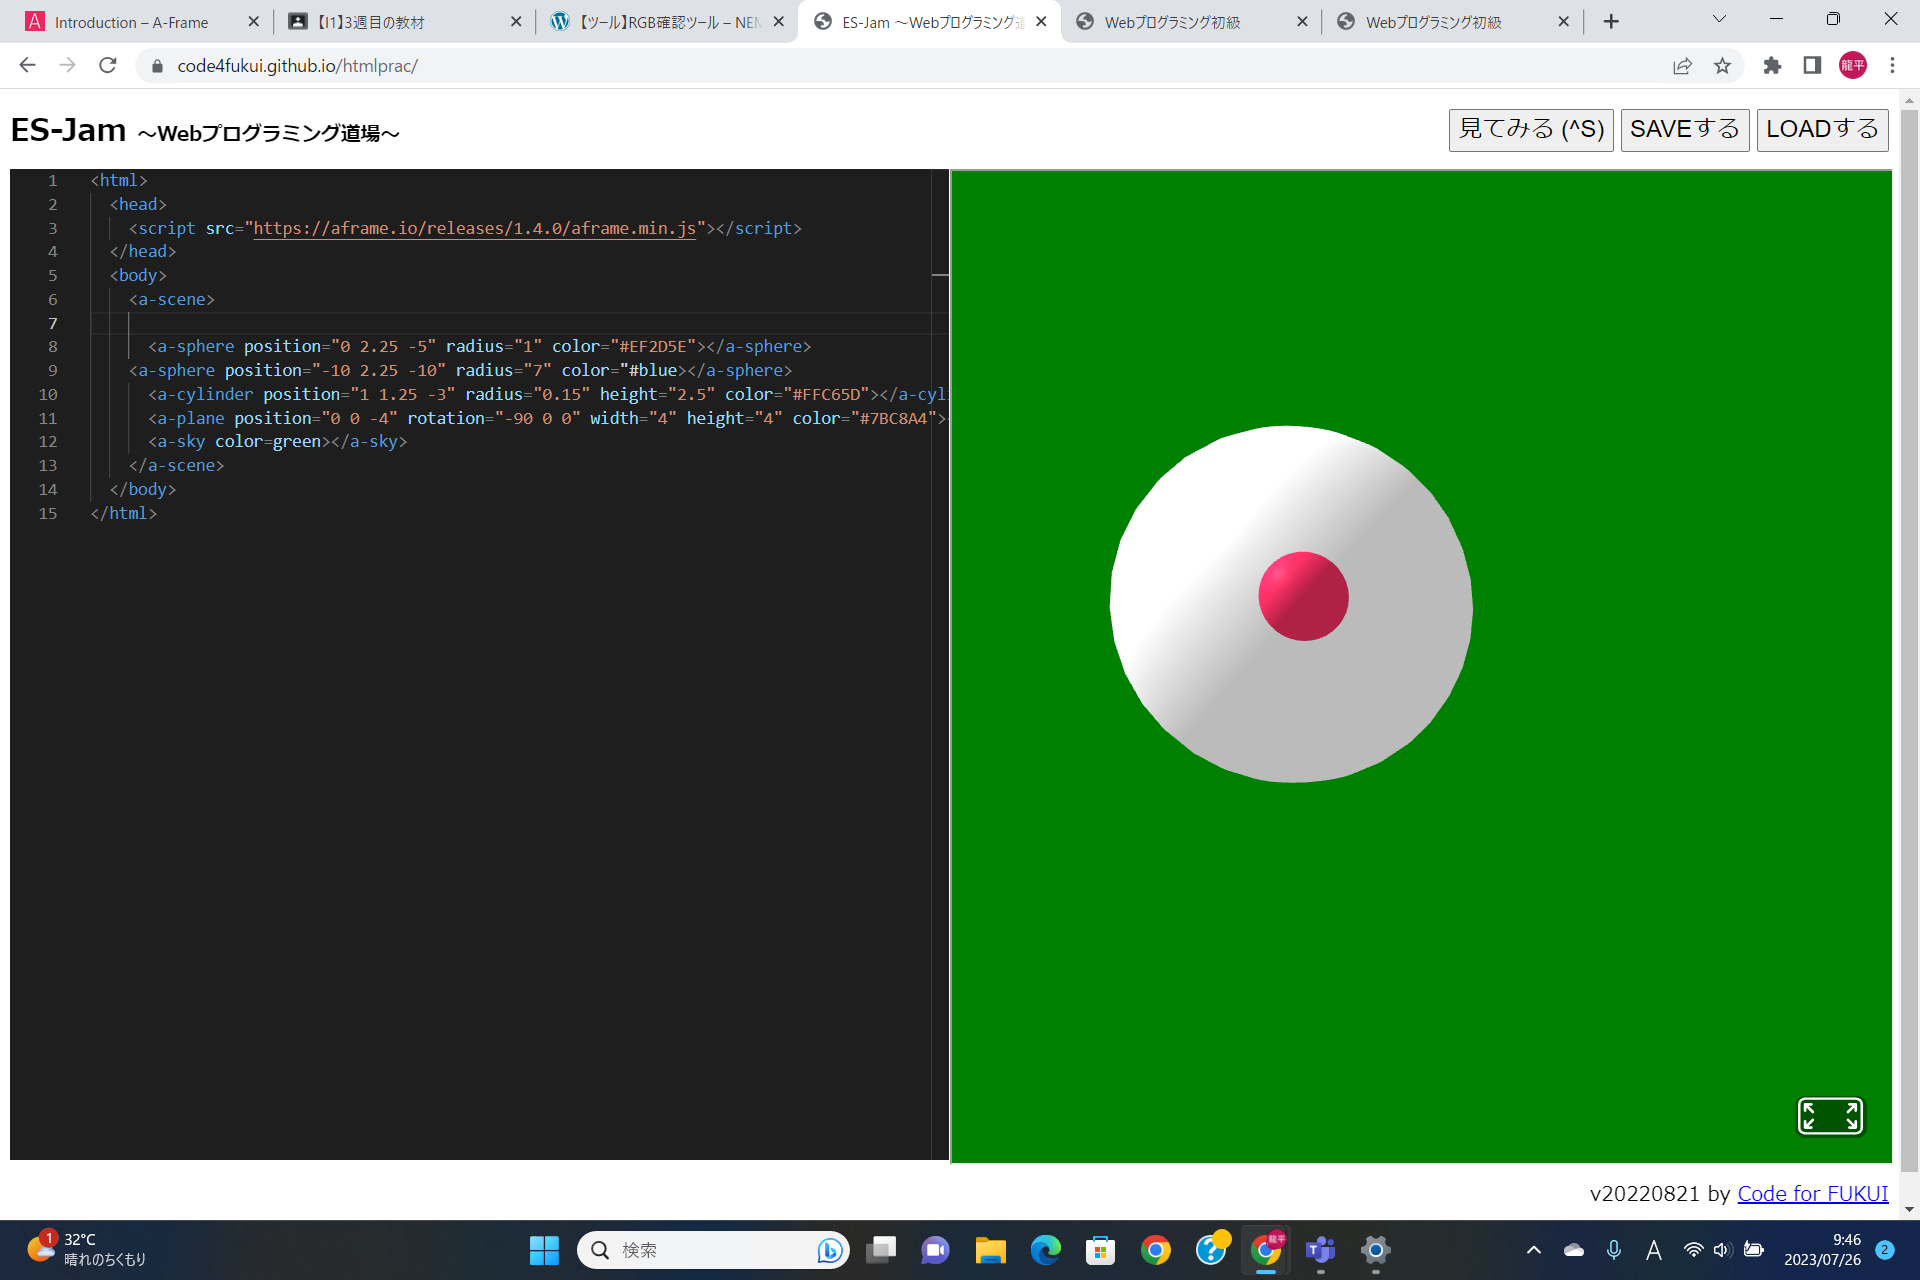 Introduction – A-Frame
【I1】3週目の教材
【ツール】RGB確認ツール – NEM
ES-Jam ～Webプログラミング道
Webプログラミング初級
Webプログラミング初級
code4fukui.github.io/htmlprac/
龍平
ES-Jam ～Webプログラミング道場～
見てみる (^S)
SAVEする
LOADする
1 <html>
2 <head>
3 <script src="https://aframe.io/releases/1.4.0/aframe.min.js"></script>
4 </head>
5 <body>
6 <a-scene>
7
8 <a-sphere position="0 2.25 -5" radius="1" color="#EF2D5E"></a-sphere>
9 <a-sphere position="-10 2.25 -10" radius="7" color="#blue></a-sphere>
10 <a-cylinder position="1 1.25 -3" radius="0.15" height="2.5" color="#FFC65D"></a-cyl
11 <a-plane position="0 0 -4" rotation="-90 0 0" width="4" height="4" color="#7BC8A4">
12 <a-sky color=green></a-sky>
13 </a-scene>
14 </body>
15 </html>
v20220821 by Code for FUKUI
1
32°C
晴れのちくもり
検索
龍平
A
9:46
2023/07/26
2